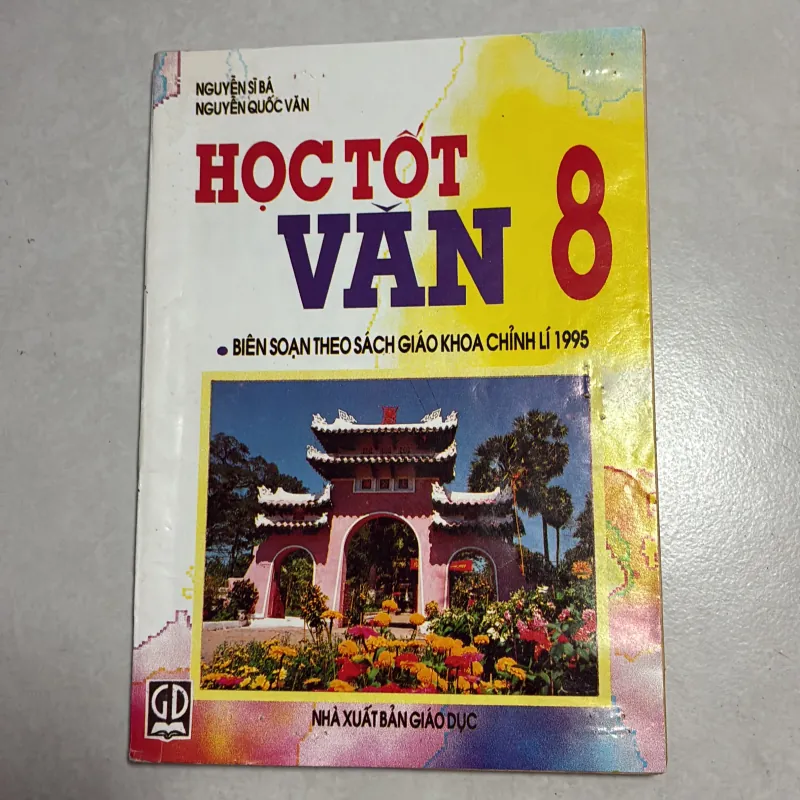 NGUYỄN SĨ BÁ
NGUYỄN QUỐC VĂN
HỌC TỐT
VĂN 8
• BIÊN SOẠN THEO SÁCH GIÁO KHOA CHỈNH LÍ 1995
GD
NHÀ XUẤT BẢN GIÁO DỤC